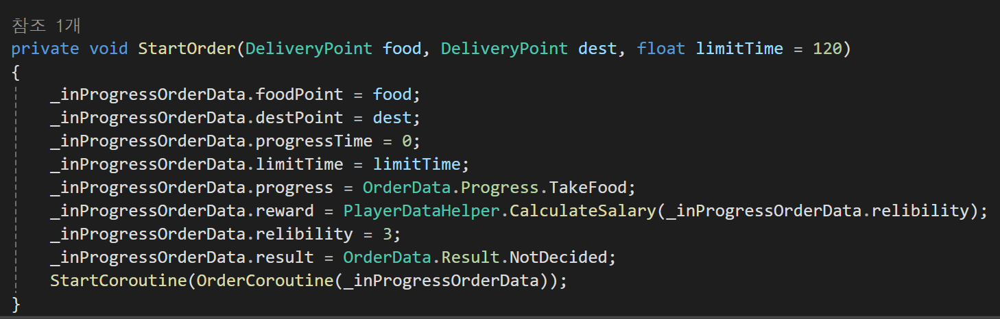 참조 1개
private void StartOrder(DeliveryPoint food, DeliveryPoint dest, float limitTime = 120)
{
    _inProgressOrderData.foodPoint = food;
    _inProgressOrderData.destPoint = dest;
    _inProgressOrderData.progressTime = 0;
    _inProgressOrderData.limitTime = limitTime;
    _inProgressOrderData.progress = OrderData.Progress.TakeFood;
    _inProgressOrderData.reward = PlayerDataHelper.CalculateSalary(_inProgressOrderData.relibility);
    _inProgressOrderData.relibility = 3;
    _inProgressOrderData.result = OrderData.Result.NotDecided;
    StartCoroutine(OrderCoroutine(_inProgressOrderData));
}